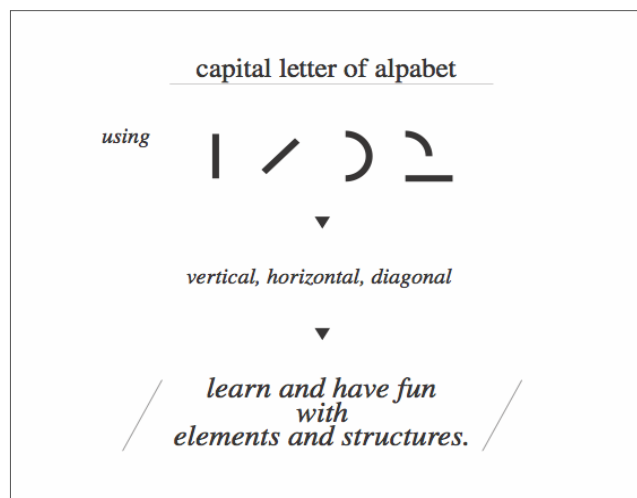 capital letter of alpabet
using
vertical, horizontal, diagonal
learn and have fun
with
elements and structures.